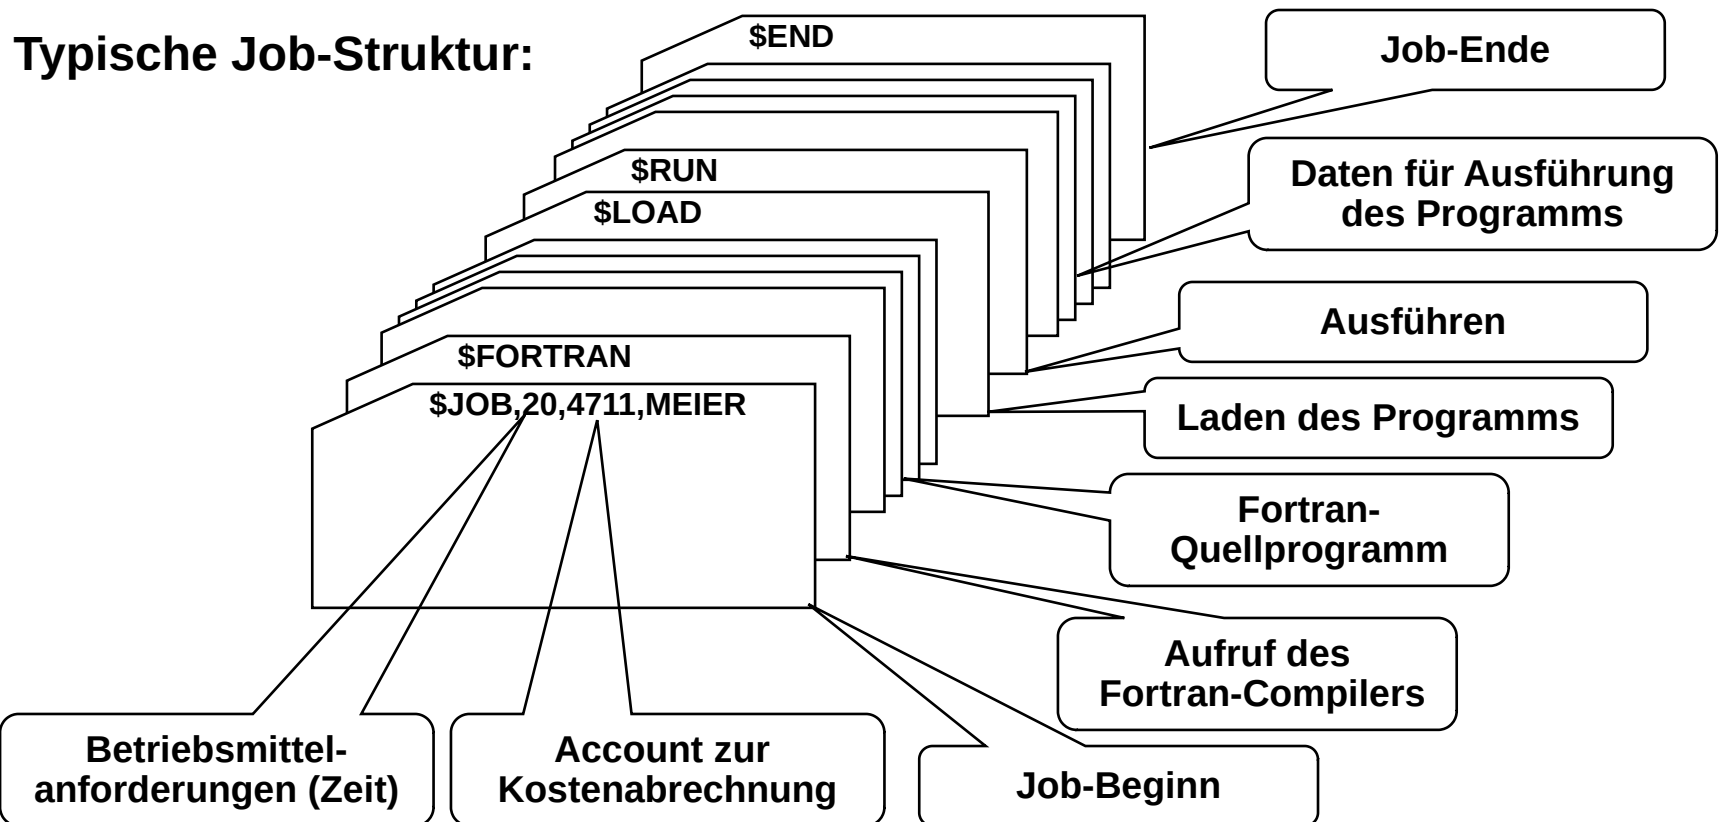 Typische Job-Struktur:
$END
Job-Ende
Daten für Ausführung
des Programms
$RUN
$LOAD
Ausführen
$FORTRAN
$JOB,20,4711,MEIER
Laden des Programms
Fortran-
Quellprogramm
Aufruf des
Fortran-Compilers
Betriebsmittel-
anforderungen (Zeit)
Account zur
Kostenabrechnung
Job-Beginn